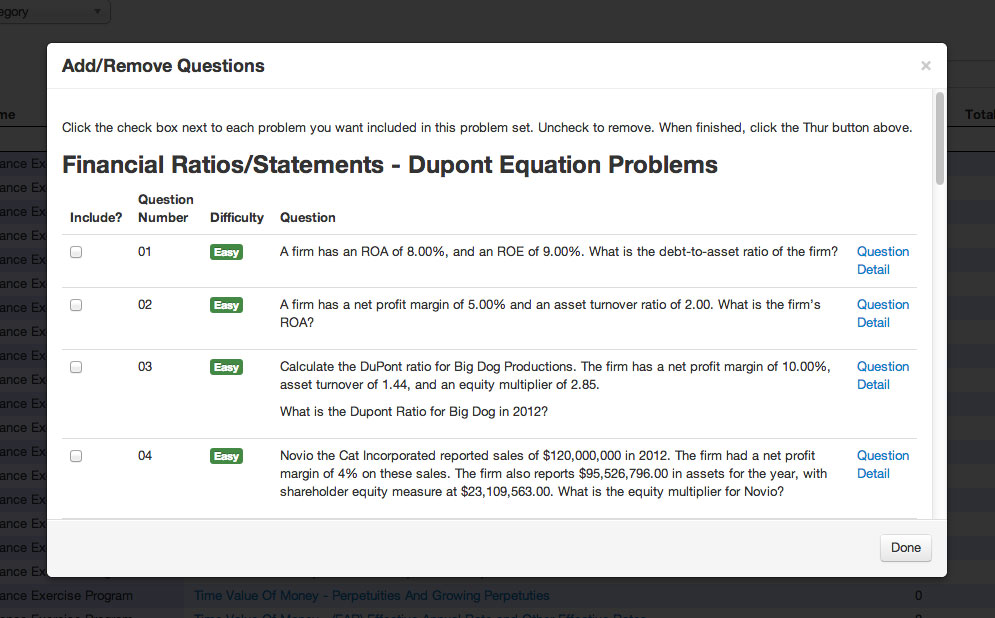 egory
Add/Remove Questions
×
me
Total
Click the check box next to each problem you want included in this problem set. Uncheck to remove. When finished, click the Thur button above.
Financial Ratios/Statements - Dupont Equation Problems
Include?
Question
Number
Difficulty
Question
01
Easy
A firm has an ROA of 8.00%, and an ROE of 9.00%. What is the debt-to-asset ratio of the firm?
Question
Detail
02
Easy
A firm has a net profit margin of 5.00% and an asset turnover ratio of 2.00. What is the firm's
ROA?
Question
Detail
03
Easy
Calculate the DuPont ratio for Big Dog Productions. The firm has a net profit margin of 10.00%,
asset turnover of 1.44, and an equity multiplier of 2.85.
What is the Dupont Ratio for Big Dog in 2012?
Question
Detail
04
Easy
Novio the Cat Incorporated reported sales of $120,000,000 in 2012. The firm had a net profit
margin of 4% on these sales. The firm also reports $95,526,796.00 in assets for the year, with
shareholder equity measure at $23,109,563.00. What is the equity multiplier for Novio?
Question
Detail
Done
ance Exercise Program
Time Value Of Money - Perpetuities And Growing Perpetuties
0